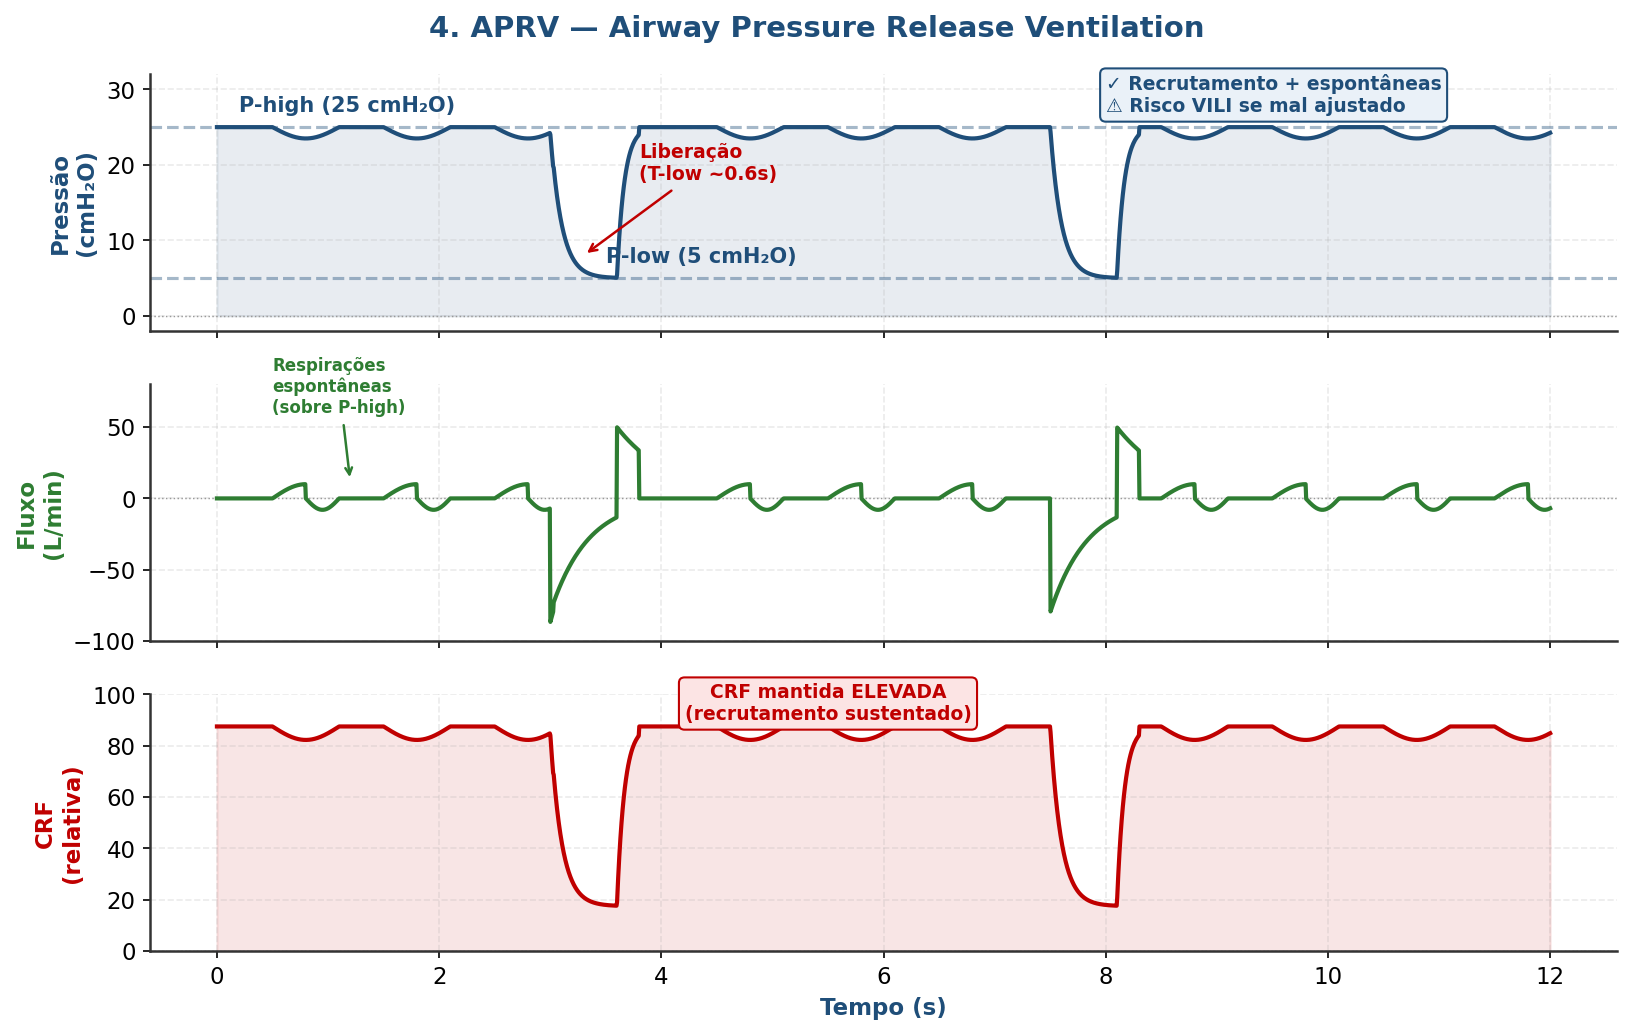 4. APRV — Airway Pressure Release Ventilation
✓ Recrutamento + espontâneas
⚠ Risco VILI se mal ajustado
P-high (25 cmH₂O)
Liberação
(T-low ~0.6s)
P-low (5 cmH₂O)
Pressão
(cmH₂O)
30
20
10
0
Respirações
espontâneas
(sobre P-high)
Fluxo
(L/min)
50
0
−50
−100
CRF mantida ELEVADA
(recrutamento sustentado)
CRF
(relativa)
100
80
60
40
20
0
0 2 4 6 8 10 12
Tempo (s)